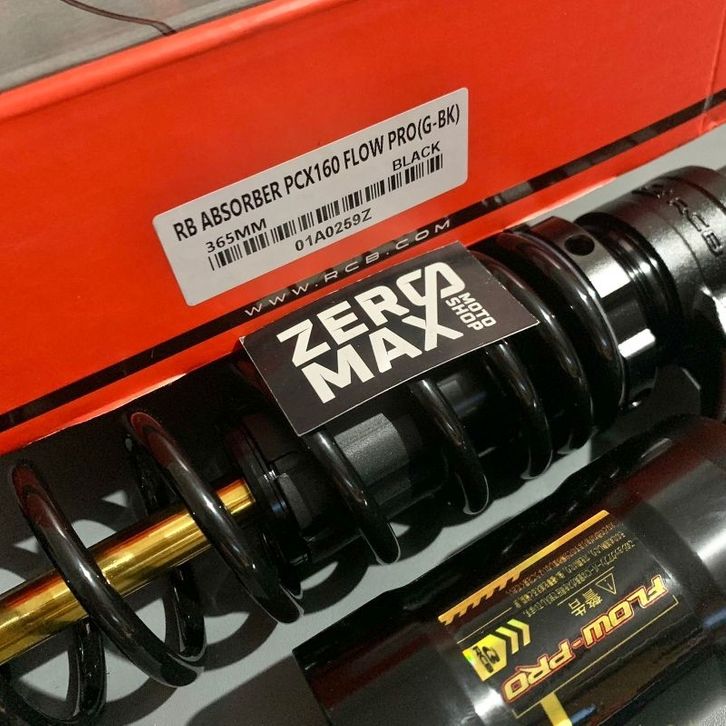 RB ABSORBER PCX160 FLOW PRO(G-BK)
BLACK
365MM
01A0259Z
WWW.RCB.COM
RCB
ZERO
MAX
MOTO
SHOP
警告
FLOW-PRO